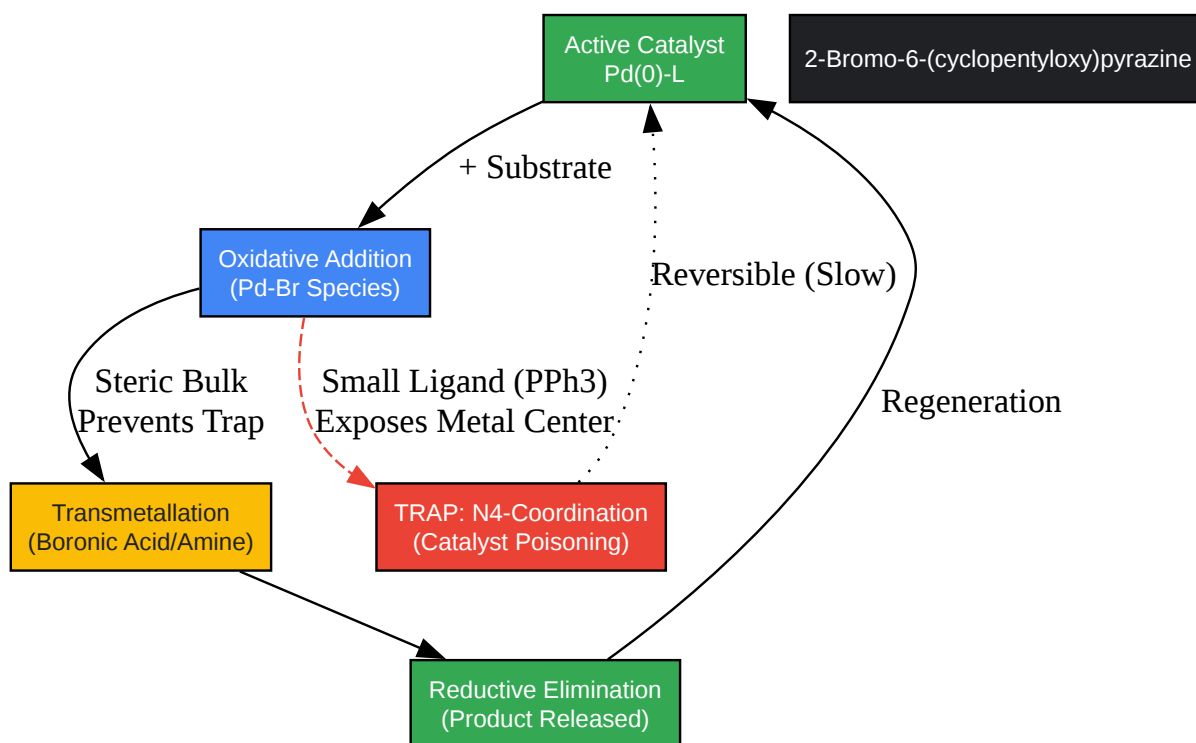 Active Catalyst
Pd(0)-L
2-Bromo-6-(cyclopentyloxy)pyrazine
+ Substrate
Oxidative Addition
(Pd-Br Species)
Reversible (Slow)
Steric Bulk
Prevents Trap
Small Ligand (PPh3)
Exposes Metal Center
Regeneration
Transmetallation
(Boronic Acid/Amine)
TRAP: N4-Coordination
(Catalyst Poisoning)
Reductive Elimination
(Product Released)